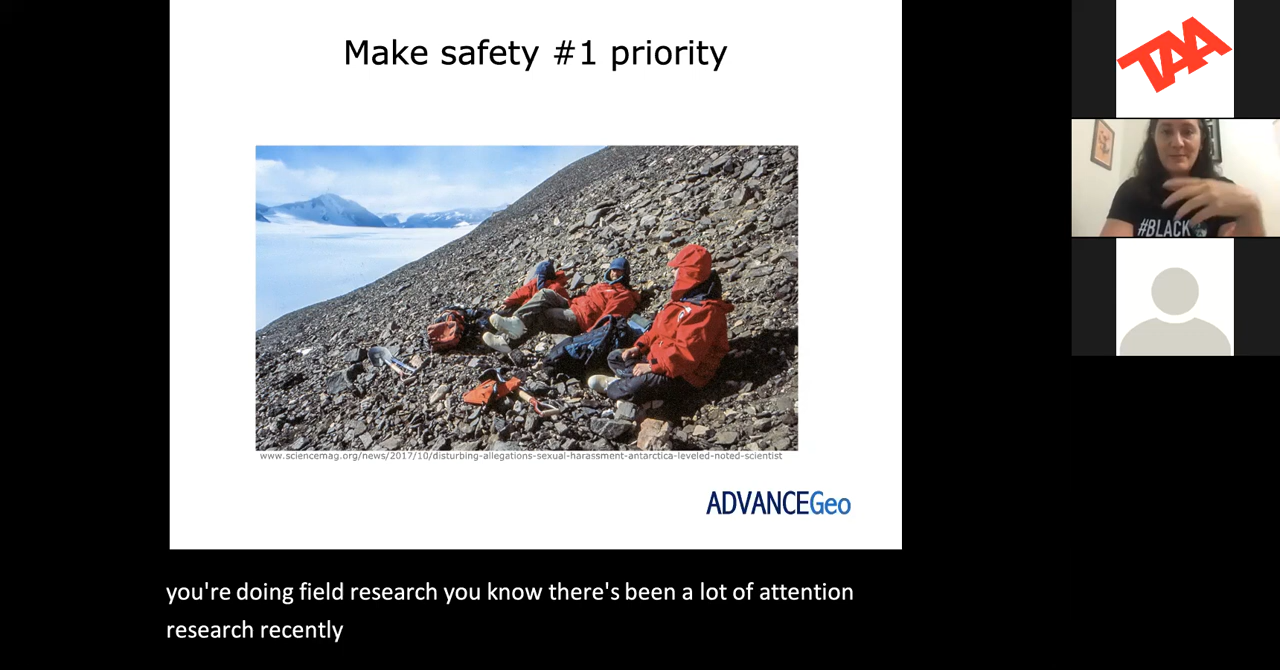 Make safety #1 priority
www.sciencemag.org/news/2017/10/disturbing-allegations-sexual-harassment-antarctica-leveled-noted-scientist
ADVANCEGeo
you're doing field research you know there's been a lot of attention
research recently
TAA
#BLACK